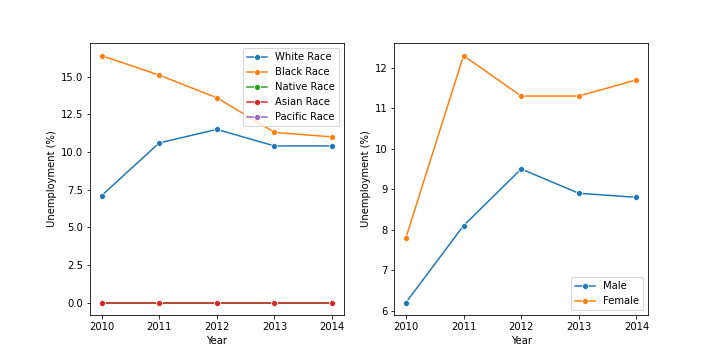 Unemployment (%)
15.0
12.5
10.0
7.5
5.0
2.5
0.0
2010 2011 2012 2013 2014
Year
White Race
Black Race
Native Race
Asian Race
Pacific Race
Unemployment (%)
12
11
10
9
8
7
6
2010 2011 2012 2013 2014
Year
Male
Female